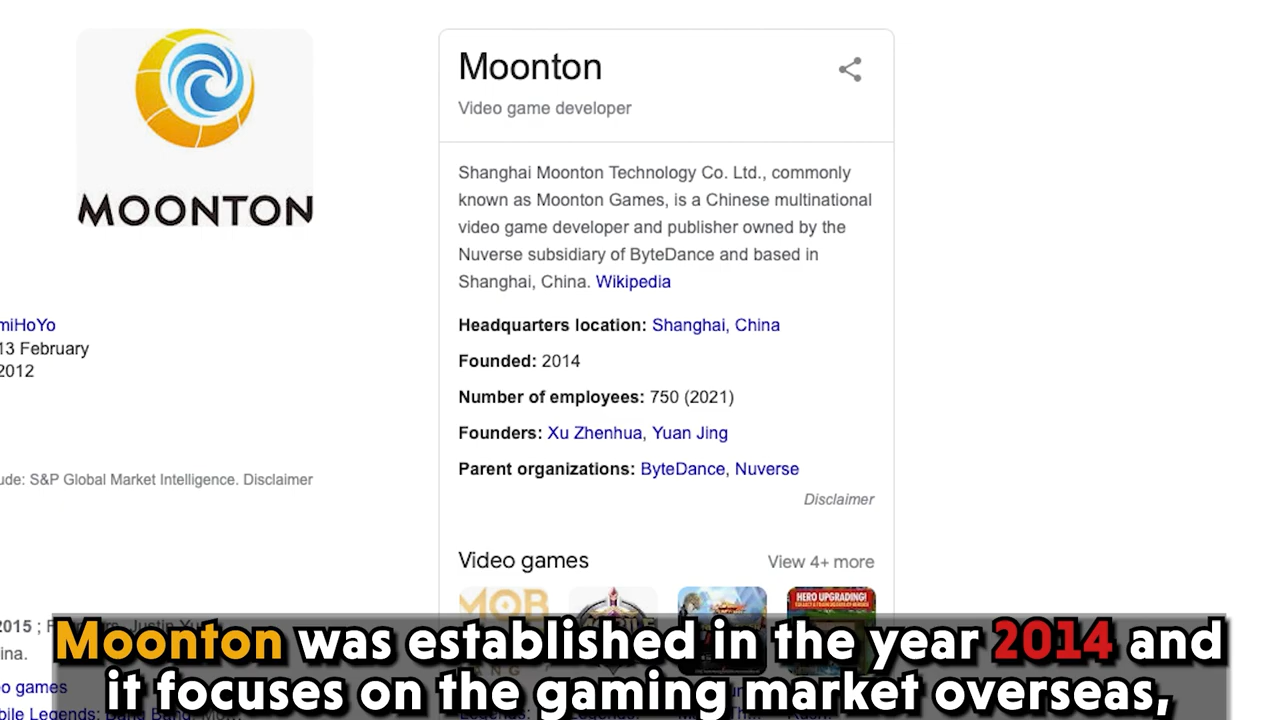 MOONTON
Moonton
Video game developer
Shanghai Moonton Technology Co. Ltd., commonly
known as Moonton Games, is a Chinese multinational
video game developer and publisher owned by the
Nuverse subsidiary of ByteDance and based in
Shanghai, China. Wikipedia
miHoYo
13 February
2012
Headquarters location: Shanghai, China
Founded: 2014
Number of employees: 750 (2021)
Founders: Xu Zhenhua, Yuan Jing
Parent organizations: ByteDance, Nuverse
ude: S&P Global Market Intelligence. Disclaimer
Disclaimer
Video games
View 4+ more
MOB
HERO UPGRADING!
2015 ;
Moonton was established in the year 2014 and
it focuses on the gaming market overseas,